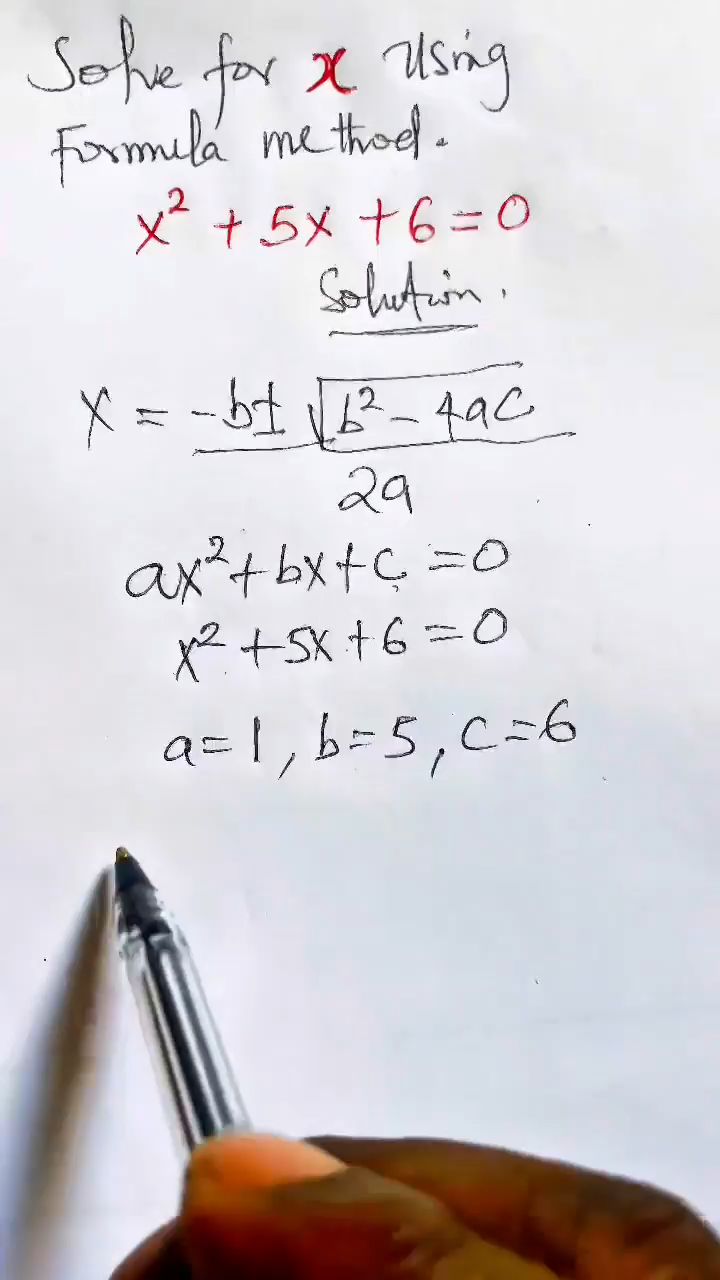 Solve for x Using
Formula method.
x² + 5x + 6 = 0
Solution.
x = -b ± √b² - 4ac
2a
ax² + bx + c = 0
x² + 5x + 6 = 0
a = 1, b = 5, c = 6